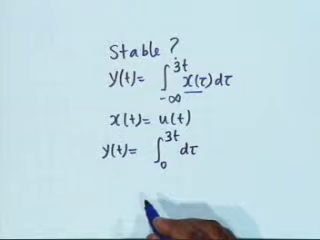 Stable ?
y(t)= ∫_{-∞}^{3t} x(τ)dτ
x(t)= u(t)
y(t)= ∫_{0}^{3t} dτ